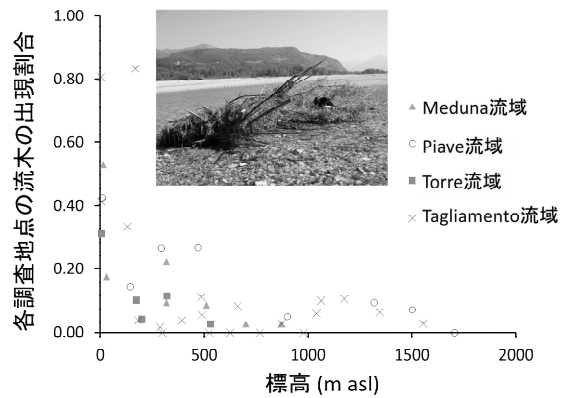 各調査地点の流木の出現割合
1.00
0.80
0.60
0.40
0.20
0.00
0
500
1000
1500
2000
標高 (m asl)
Meduna流域
Piave流域
Torre流域
Tagliamento流域